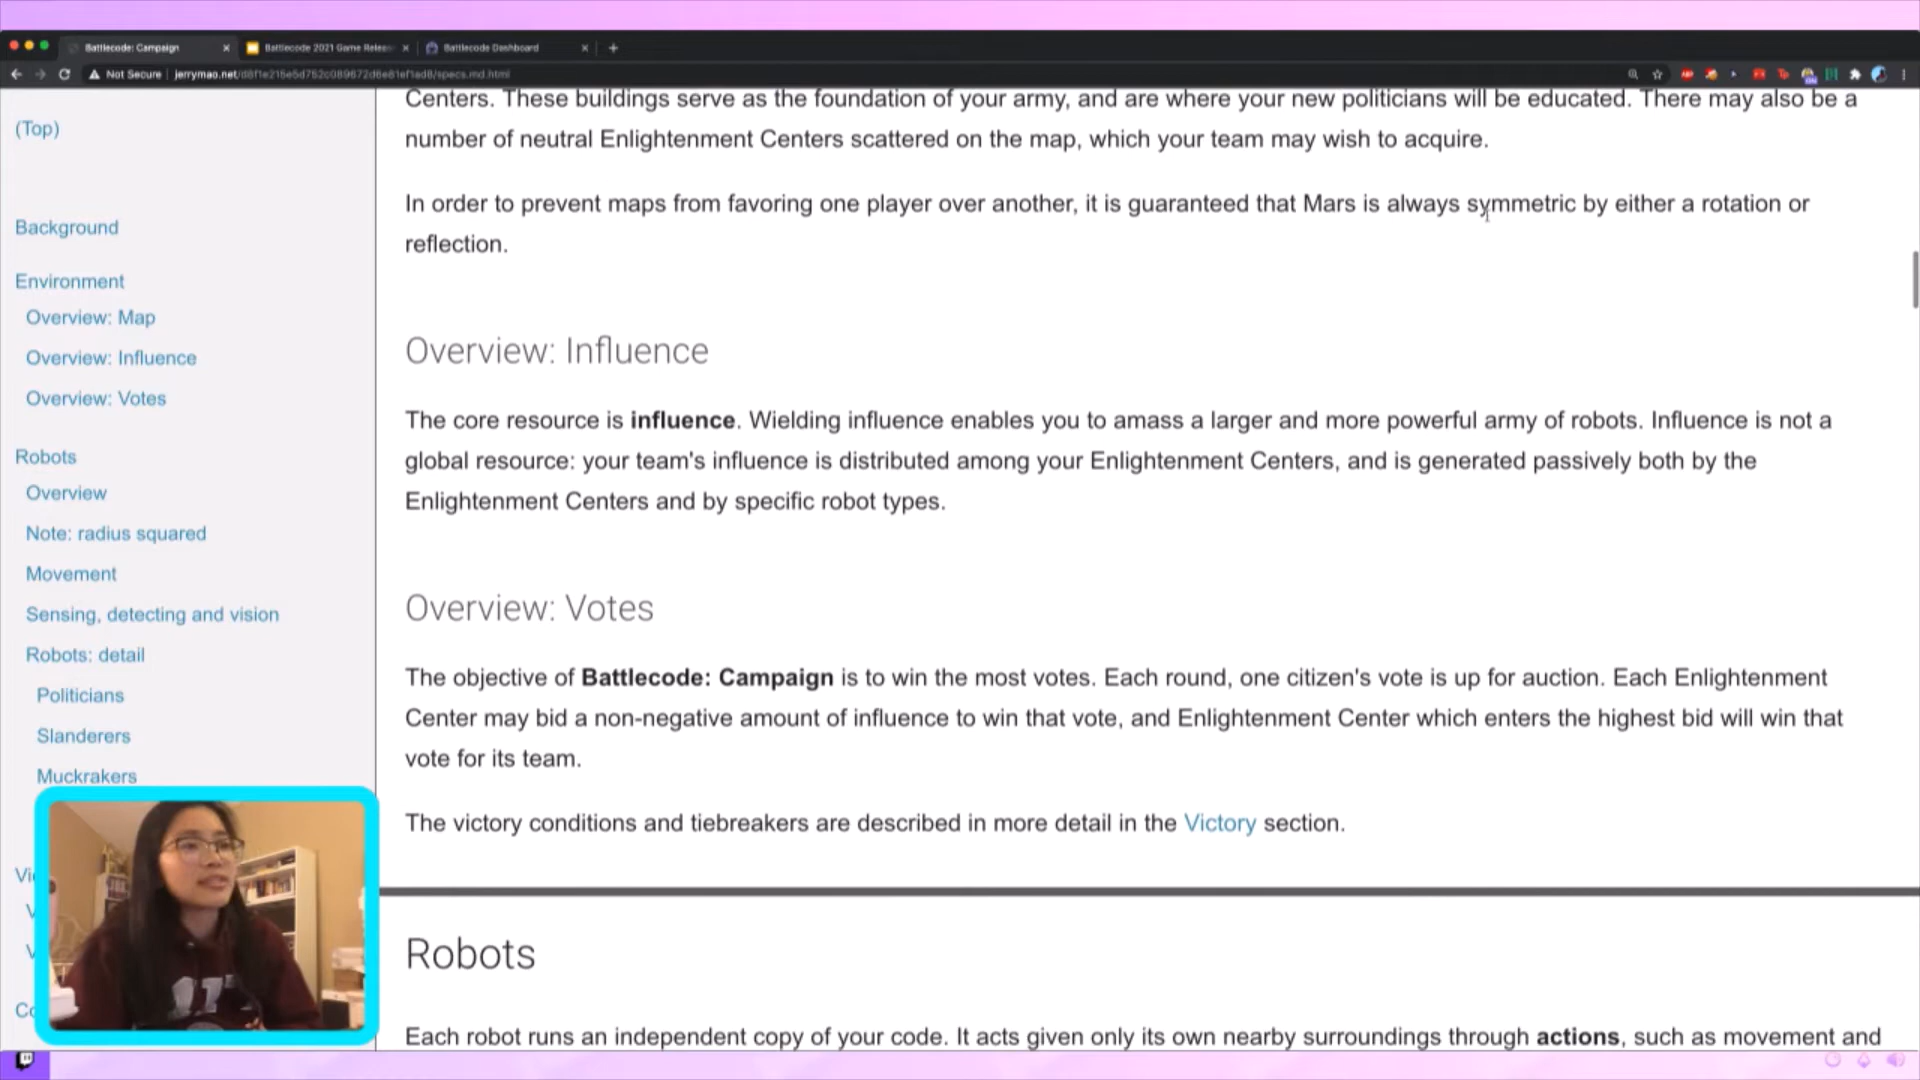 Battlecode: Campaign
Battlecode 2021 Game Releas
Battlecode Dashboard
Not Secure
(Top)
Background
Environment
Overview: Map
Overview: Influence
Overview: Votes
Robots
Overview
Note: radius squared
Movement
Sensing, detecting and vision
Robots: detail
Politicians
Slanderers
Muckrakers
Centers. These buildings serve as the foundation of your army, and are where your new politicians will be educated. There may also be a
number of neutral Enlightenment Centers scattered on the map, which your team may wish to acquire.
In order to prevent maps from favoring one player over another, it is guaranteed that Mars is always symmetric by either a rotation or
reflection.
Overview: Influence
The core resource is influence. Wielding influence enables you to amass a larger and more powerful army of robots. Influence is not a
global resource: your team's influence is distributed among your Enlightenment Centers, and is generated passively both by the
Enlightenment Centers and by specific robot types.
Overview: Votes
The objective of Battlecode: Campaign is to win the most votes. Each round, one citizen's vote is up for auction. Each Enlightenment
Center may bid a non-negative amount of influence to win that vote, and Enlightenment Center which enters the highest bid will win that
vote for its team.
The victory conditions and tiebreakers are described in more detail in the Victory section.
Robots
Each robot runs an independent copy of your code. It acts given only its own nearby surroundings through actions, such as movement and